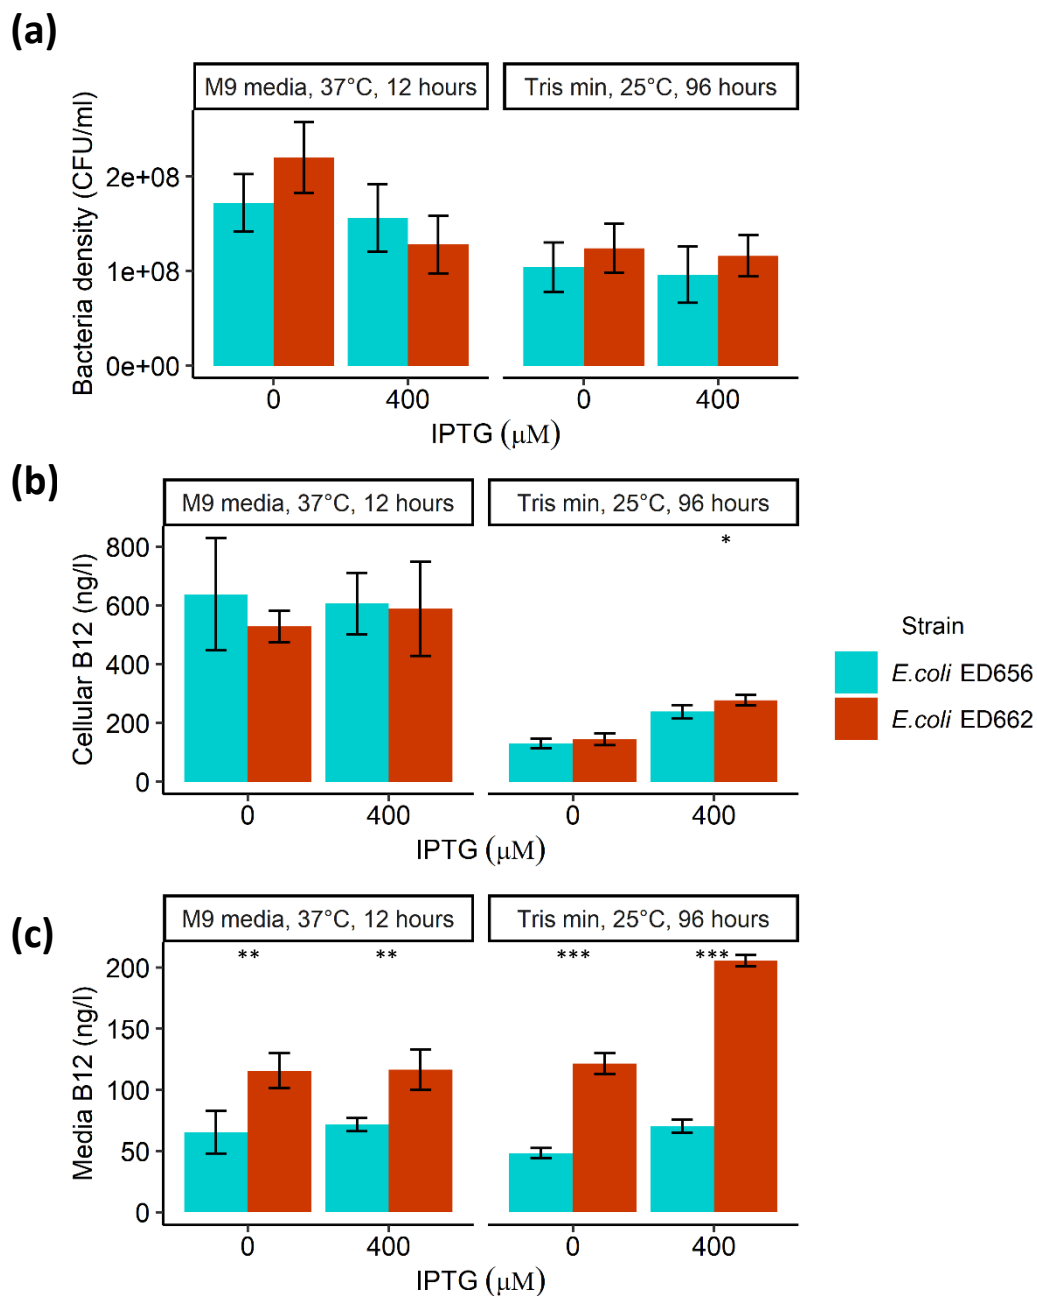 (a)
M9 media, 37°C, 12 hours
Tris min, 25°C, 96 hours
Bacteria density (CFU/ml)
2e+08
1e+08
0e+00
0
400
0
400
IPTG (μM)
(b)
M9 media, 37°C, 12 hours
Tris min, 25°C, 96 hours
*
Cellular B12 (ng/l)
800
600
400
200
0
0
400
0
400
IPTG (μM)
Strain
E.coli ED656
E.coli ED662
(c)
M9 media, 37°C, 12 hours
Tris min, 25°C, 96 hours
**
**
***
***
Media B12 (ng/l)
200
150
100
50
0
0
400
0
400
IPTG (μM)